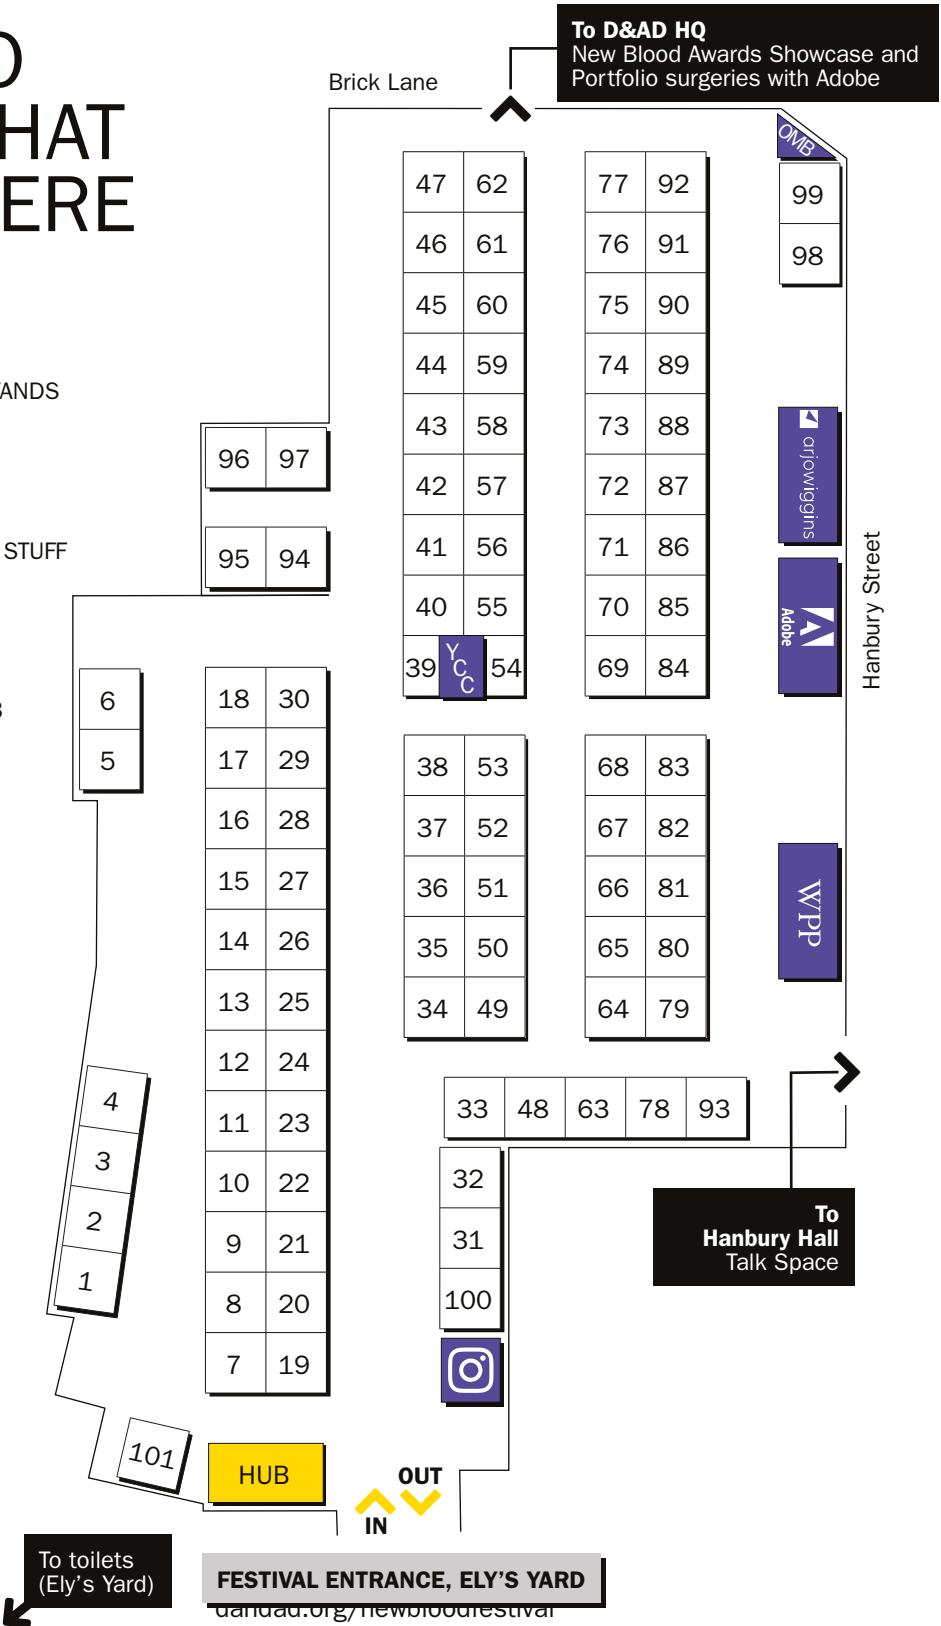 To D&AD HQ
New Blood Awards Showcase and
Portfolio surgeries with Adobe
Brick Lane
HAT
ERE
OMB
47 62 77 92 99
46 61 76 91 98
45 60 75 90
44 59 74 89
ANDS
43 58 73 88
arjowiggins
96 97
42 57 72 87
STUFF
95 94
41 56 71 86
40 55 70 85
Adobe
Hanbury Street
39 YCC 54 69 84
6 18 30
5 17 29
38 53 68 83
16 28 37 52 67 82
15 27 36 51 66 81
WPP
14 26 35 50 65 80
13 25 34 49 64 79
12 24
4 11 23
33 48 63 78 93
3 10 22 32
2 9 21 31
1 8 20 100
To
Hanbury Hall
Talk Space
7 19
101 HUB
OUT
IN
To toilets
(Ely's Yard)
FESTIVAL ENTRANCE, ELY'S YARD
dandad.org/newbloodfestival